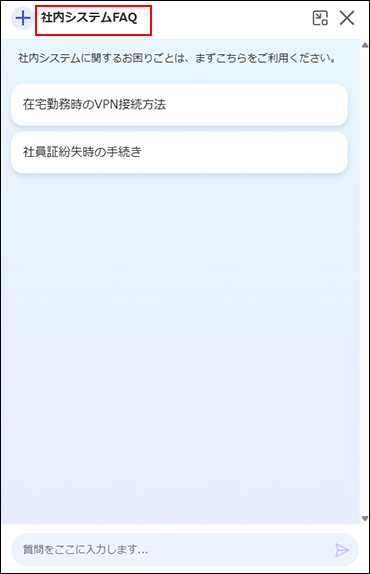 社内システムFAQ
社内システムに関するお困りごとは、まずこちらをご利用ください。
在宅勤務時のVPN接続方法
社員証紛失時の手続き
質問をここに入力します...